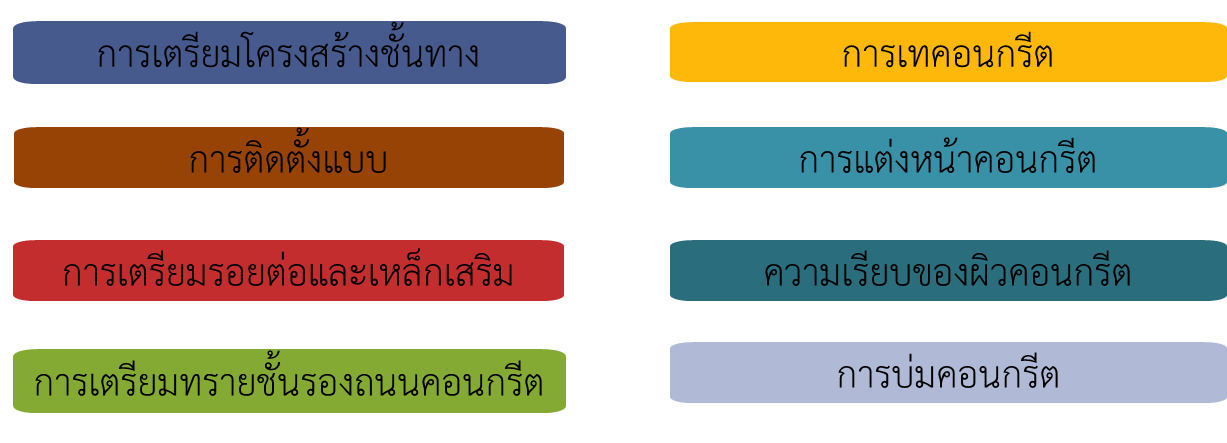 การเตรียมโครงสร้างชั้นทาง
การติดตั้งแบบ
การเตรียมรอยต่อและเหล็กเสริม
การเตรียมทรายชั้นรองถนนคอนกรีต
การเทคอนกรีต
การแต่งหน้าคอนกรีต
ความเรียบของผิวคอนกรีต
การบ่มคอนกรีต